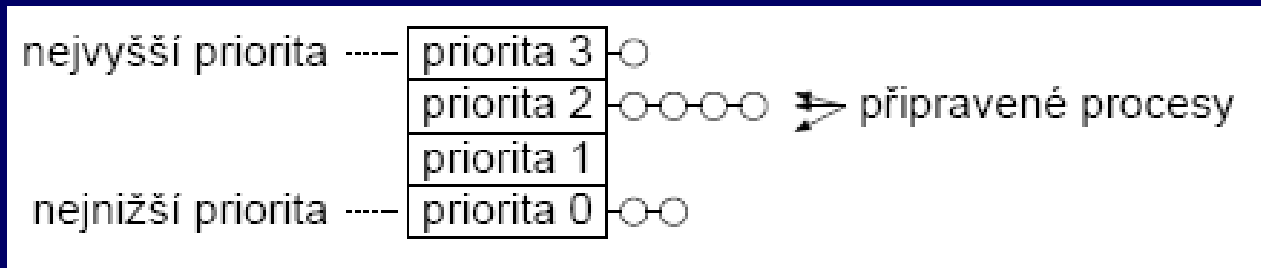 nejvyšší priorita priorita 3
priorita 2 připravené procesy
priorita 1
nejnižší priorita priorita 0